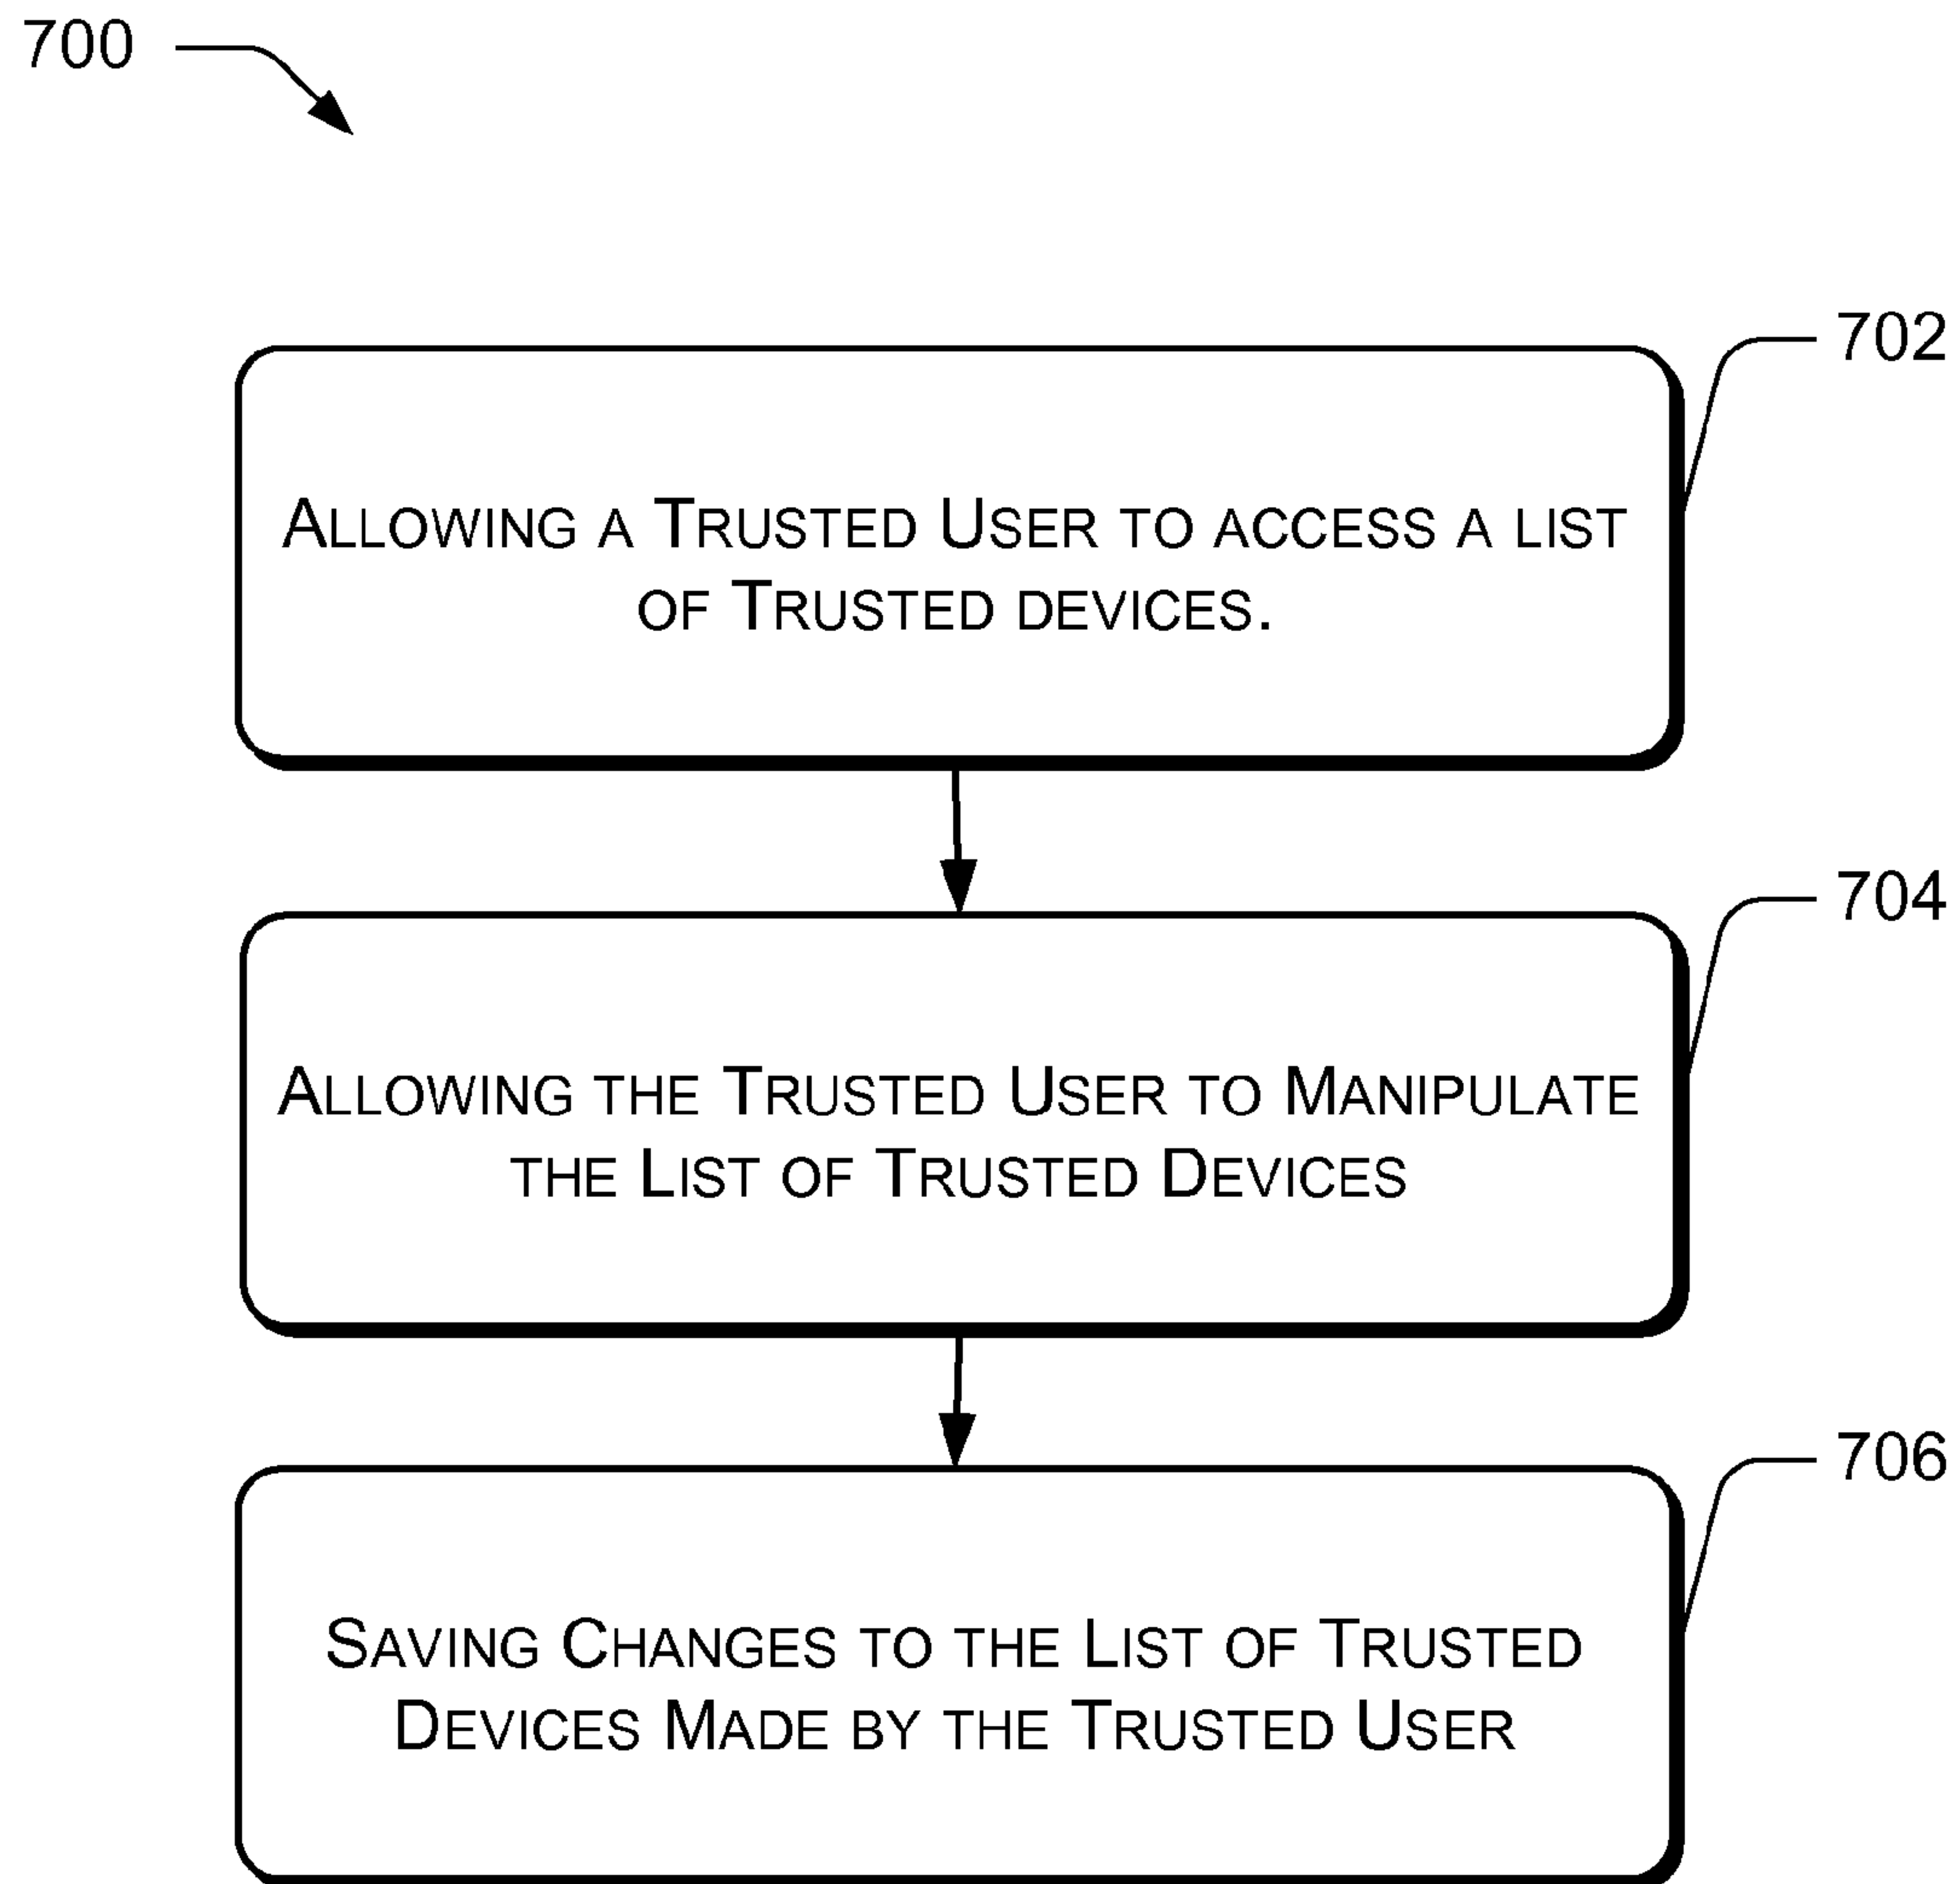 700
702
ALLOWING A TRUSTED USER TO ACCESS A LIST
OF TRUSTED DEVICES.
704
ALLOWING THE TRUSTED USER TO MANIPULATE
THE LIST OF TRUSTED DEVICES
706
SAVING CHANGES TO THE LIST OF TRUSTED
DEVICES MADE BY THE TRUSTED USER